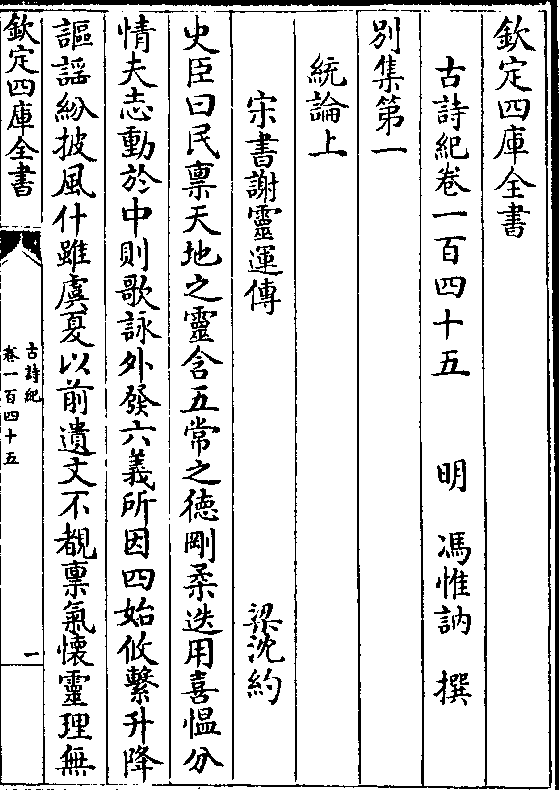 欽定四庫全書
古詩紀卷一百四十五　明　馮惟訥　撰
別集第一
統論上
宋書謝靈運傳　梁沈約
史臣曰民禀天地之靈含五常之徳剛柔迭用喜愠分
情夫志動於中則歌詠外發六義所因四始攸繫升降
謳謡紛披風什雖虞夏以前遺文不覩禀氣懷靈理無
欽定四庫全書
古詩紀
卷一百四十五
一